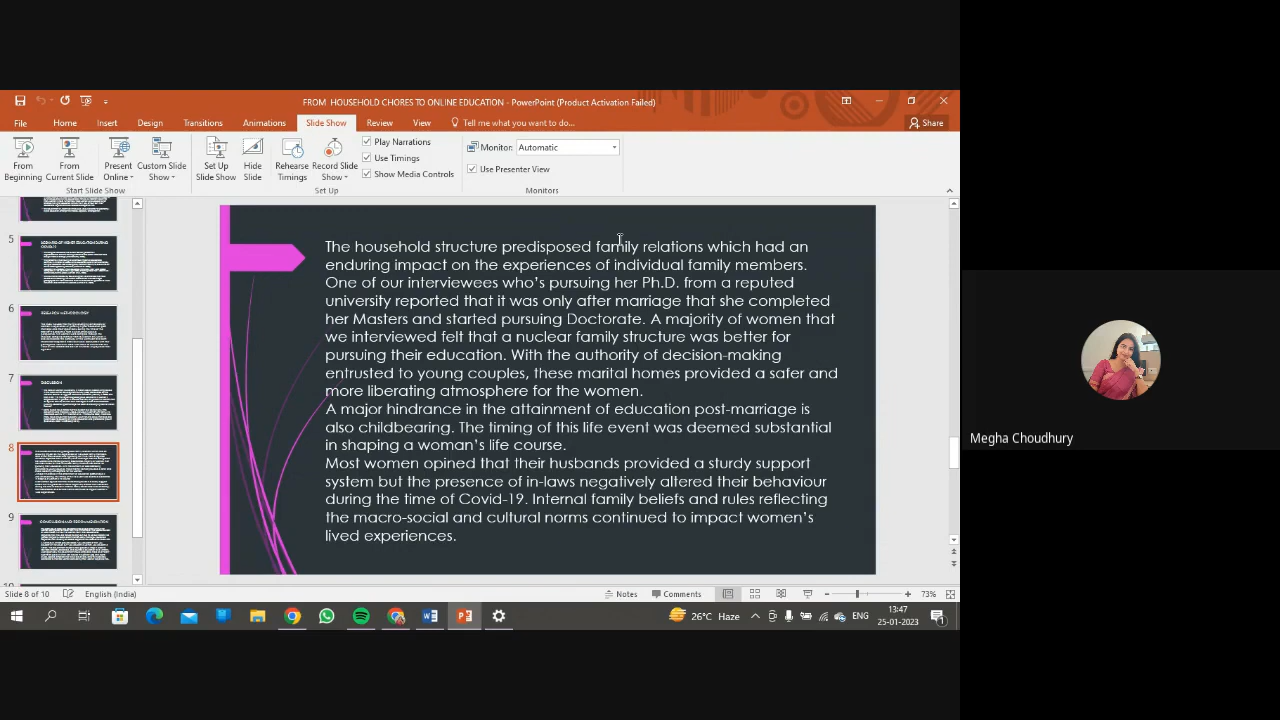 FROM HOUSEHOLD CHORES TO ONLINE EDUCATION - PowerPoint (Product Activation Failed)
File Home Insert Design Transitions Animations Slide Show Review View Tell me what you want to do... Share
From Beginning
From Current Slide
Present Online
Custom Slide Show
Set Up Slide Show
Hide Slide
Rehearse Timings
Record Slide Show
Play Narrations
Use Timings
Show Media Controls
Monitor: Automatic
Use Presenter View
Start Slide Show Set Up Monitors
5
6
RESEARCH METHODOLOGY
7
DISCUSSION
8
9
CONCLUSION AND RECOMMENDATION
The household structure predisposed family relations which had an
enduring impact on the experiences of individual family members.
One of our interviewees who's pursuing her Ph.D. from a reputed
university reported that it was only after marriage that she completed
her Masters and started pursuing Doctorate. A majority of women that
we interviewed felt that a nuclear family structure was better for
pursuing their education. With the authority of decision-making
entrusted to young couples, these marital homes provided a safer and
more liberating atmosphere for the women.
A major hindrance in the attainment of education post-marriage is
also childbearing. The timing of this life event was deemed substantial
in shaping a woman's life course.
Most women opined that their husbands provided a sturdy support
system but the presence of in-laws negatively altered their behaviour
during the time of Covid-19. Internal family beliefs and rules reflecting
the macro-social and cultural norms continued to impact women's
lived experiences.
Megha Choudhury
Slide 8 of 10 English (India) Notes Comments 73%
26°C Haze ENG 13:47
25-01-2023